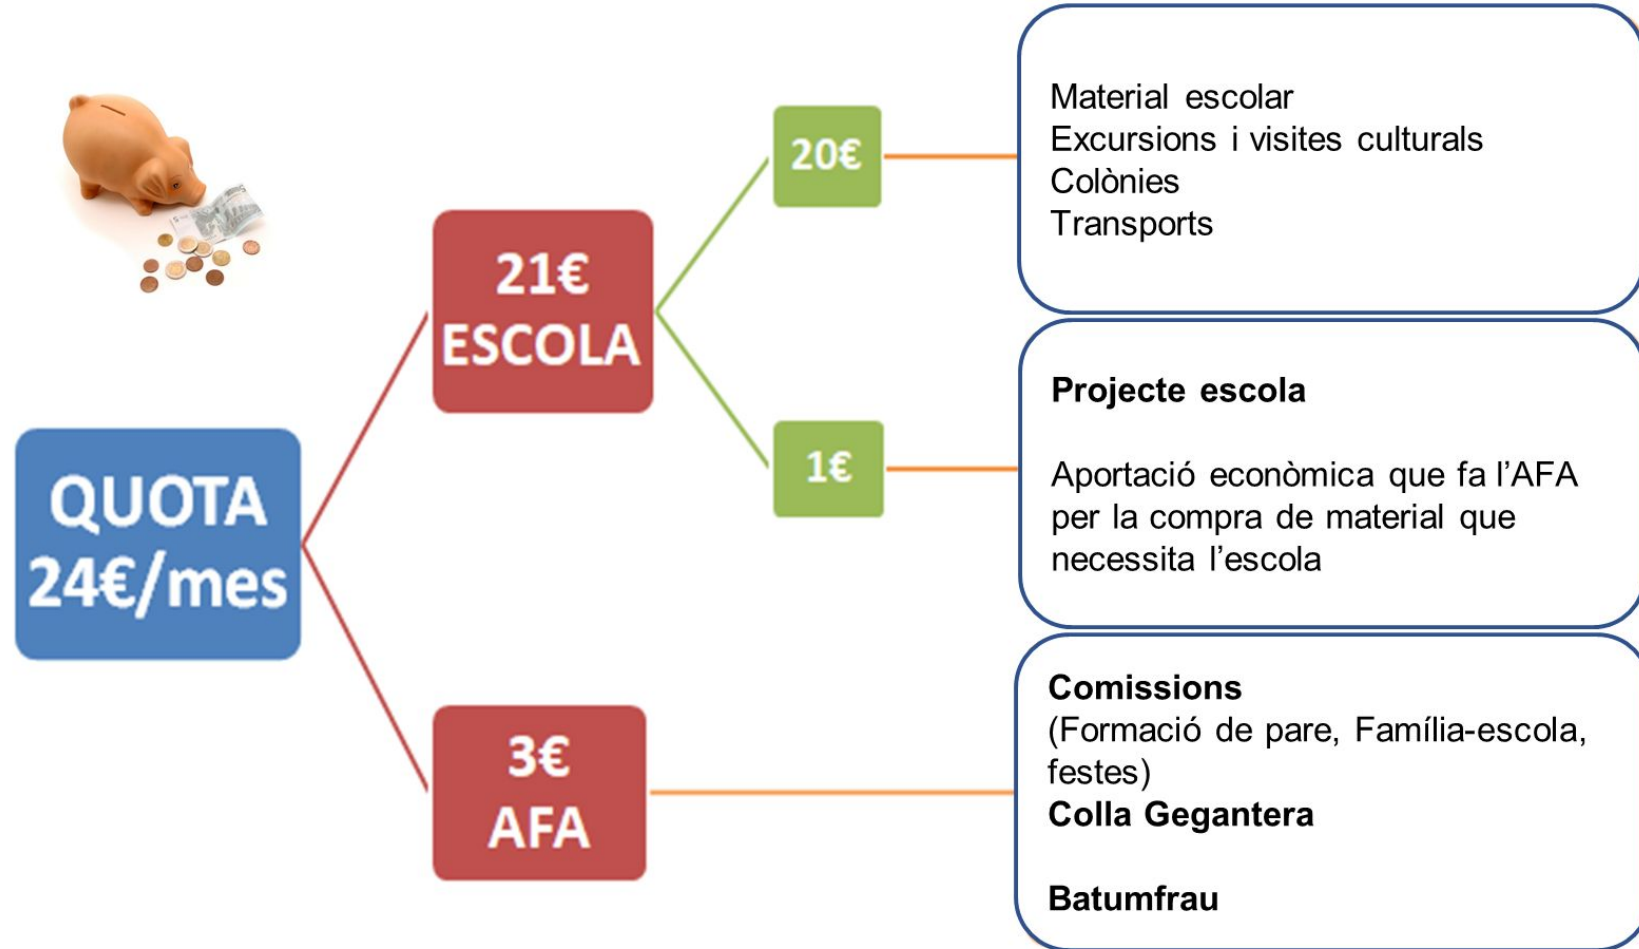 QUOTA
24€/mes
21€
ESCOLA
20€
Material escolar
Excursions i visites culturals
Colònies
Transports
1€
Projecte escola
Aportació econòmica que fa l’AFA
per la compra de material que
necessita l’escola
3€
AFA
Comissions
(Formació de pare, Família-escola,
festes)
Colla Gegantera
Batumfrau